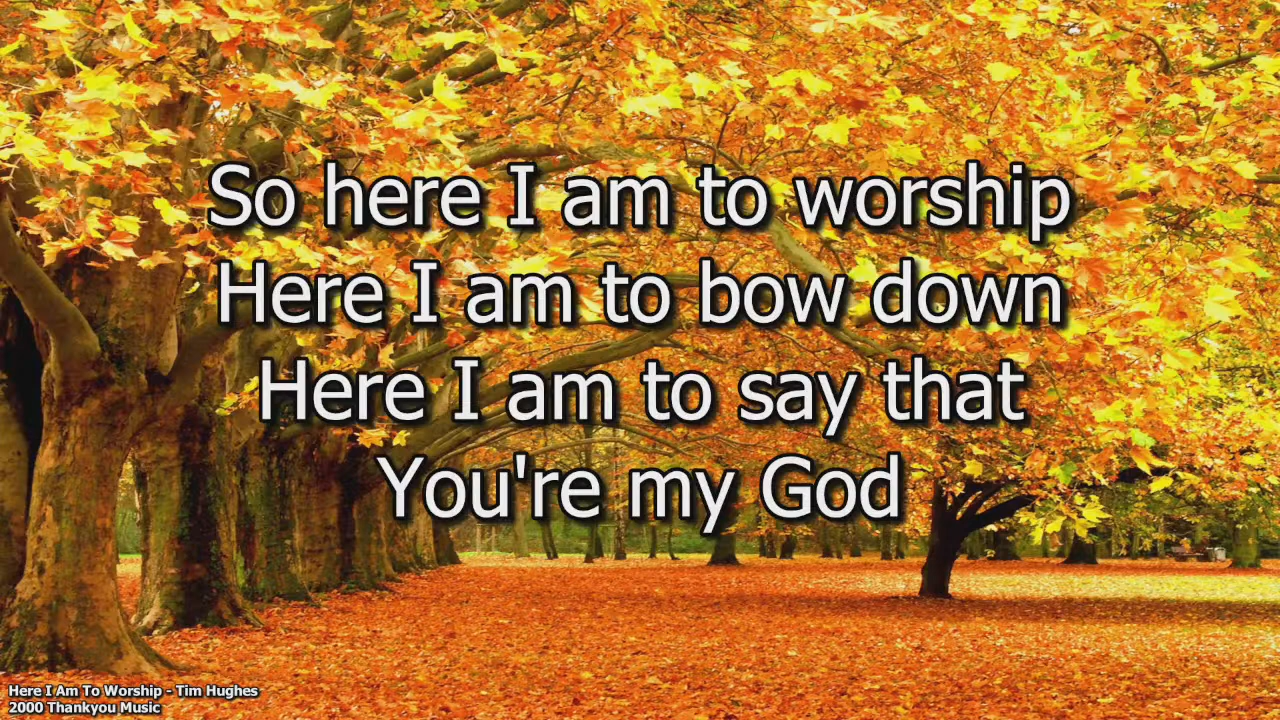 So here I am to worship
Here I am to bow down
Here I am to say that
You're my God
Here I Am To Worship - Tim Hughes
2000 Thankyou Music